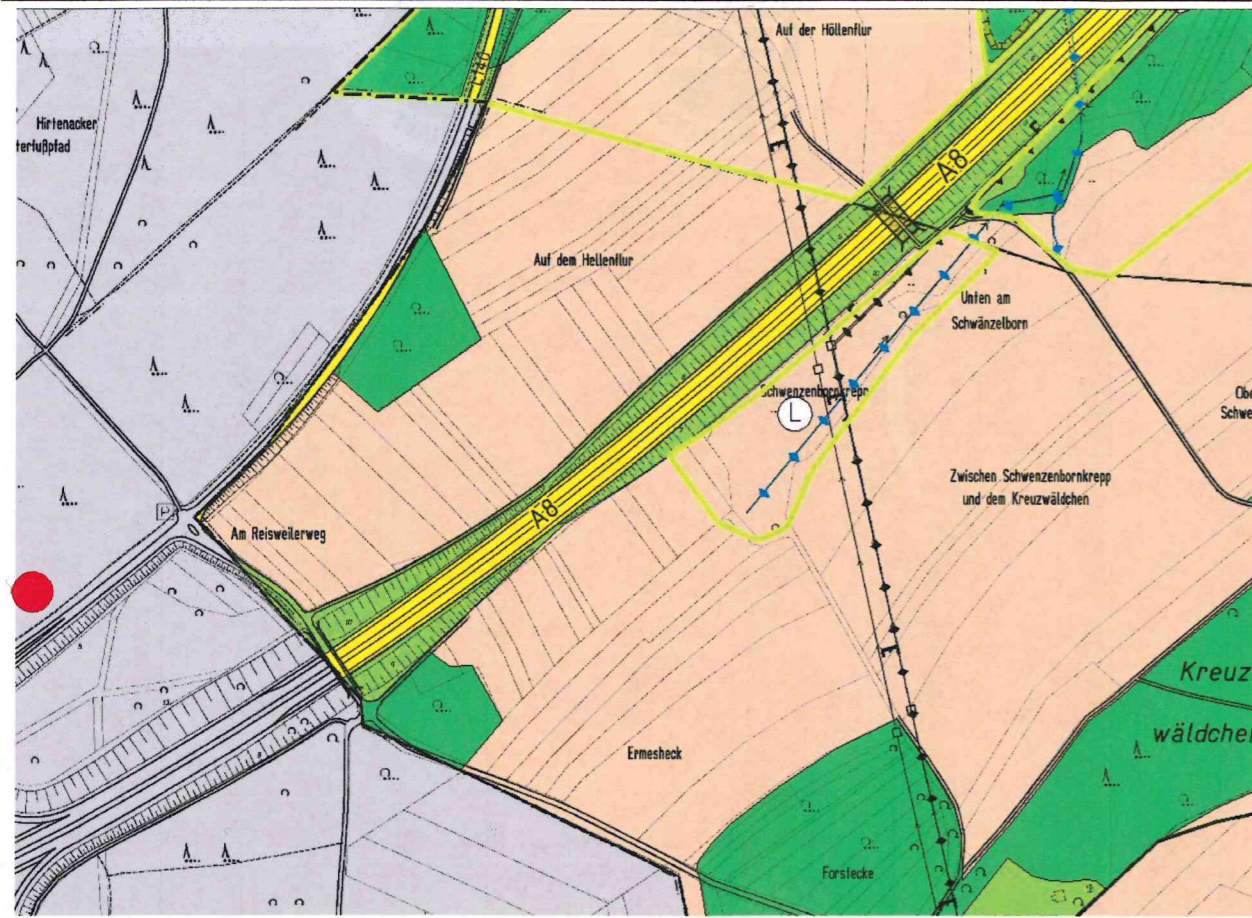 Auf der Höllenflur
L 140
Hirtenacker
terfußpfad
A8
Auf dem Hellenflur
Unten am
Schwänzelborn
Schwenzenbornkrepp
L
Zwischen Schwenzenbornkrepp
und dem Kreuzwäldchen
P
Am Reisweilerweg
A8
Kreuz
wäldchen
Ermesheck
Forstecke